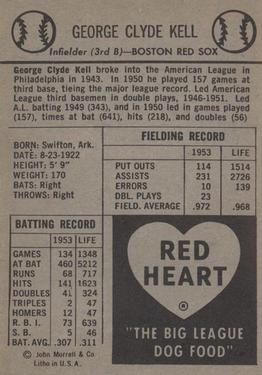 GEORGE CLYDE KELL
Infielder (3rd B)—BOSTON RED SOX
George Clyde Kell broke into the American League in
Philadelphia in 1943. In 1950 he played 157 games at
third base, tieing the major league record. Led American
League third basemen in double plays, 1946-1951. Led
A.L. batting 1949 (343), and in 1950 led in games played
(157), times at bat (641), hits (218), and doubles (56)
BORN: Swifton, Ark.
DATE: 8-23-1922
HEIGHT: 5' 9"
WEIGHT: 170
BATS: Right
THROWS: Right
FIELDING RECORD
1953 LIFE
PUT OUTS 114 1514
ASSISTS 231 2726
ERRORS 10 139
DBL. PLAYS 23
FIELD. AVERAGE .972 .968
BATTING RECORD
1953 LIFE
GAMES 134 1348
AT BAT 460 5212
RUNS 68 717
HITS 141 1623
DOUBLES 41 324
TRIPLES 2 47
HOMERS 12 47
R. B. I. 73 639
S. B. 5 46
BAT. AVG. .307 .311
© John Morrell & Co.
Litho in U.S.A.
RED
HEART
®
"THE BIG LEAGUE
DOG FOOD"